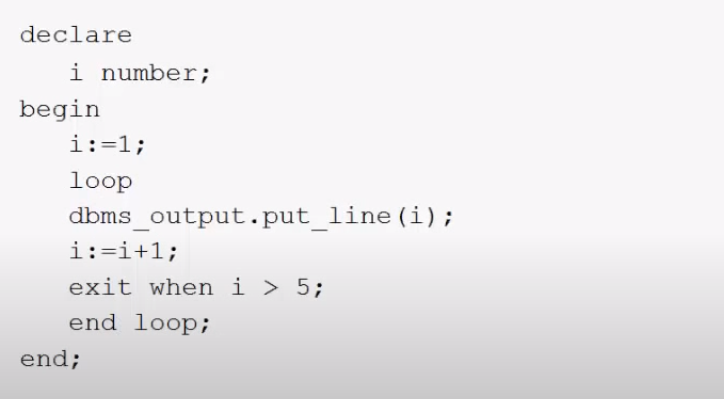 declare
i number;
begin
i:=1;
loop
dbms_output.put_line(i);
i:=i+1;
exit when i > 5;
end loop;
end;